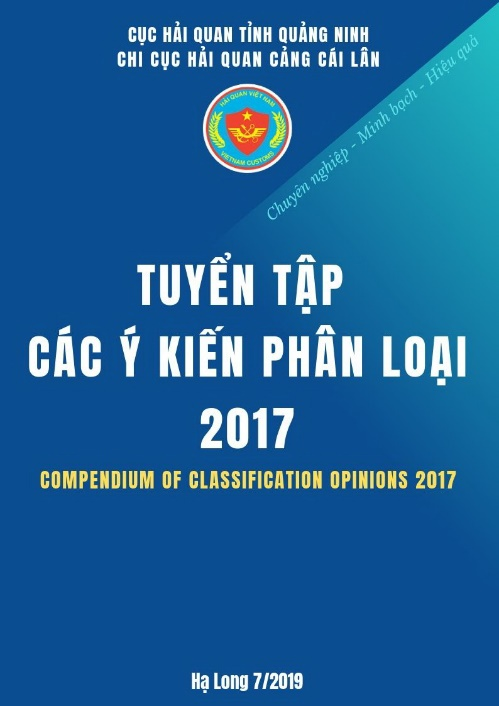 CỤC HẢI QUAN TỈNH QUẢNG NINH
CHI CỤC HẢI QUAN CẢNG CÁI LÂN
HẢI QUAN VIỆT NAM
VIETNAM CUSTOMS
Chuyên nghiệp - Minh bạch - Hiệu quả
TUYỂN TẬP
CÁC Ý KIẾN PHÂN LOẠI
2017
COMPENDIUM OF CLASSIFICATION OPINIONS 2017
Hạ Long 7/2019